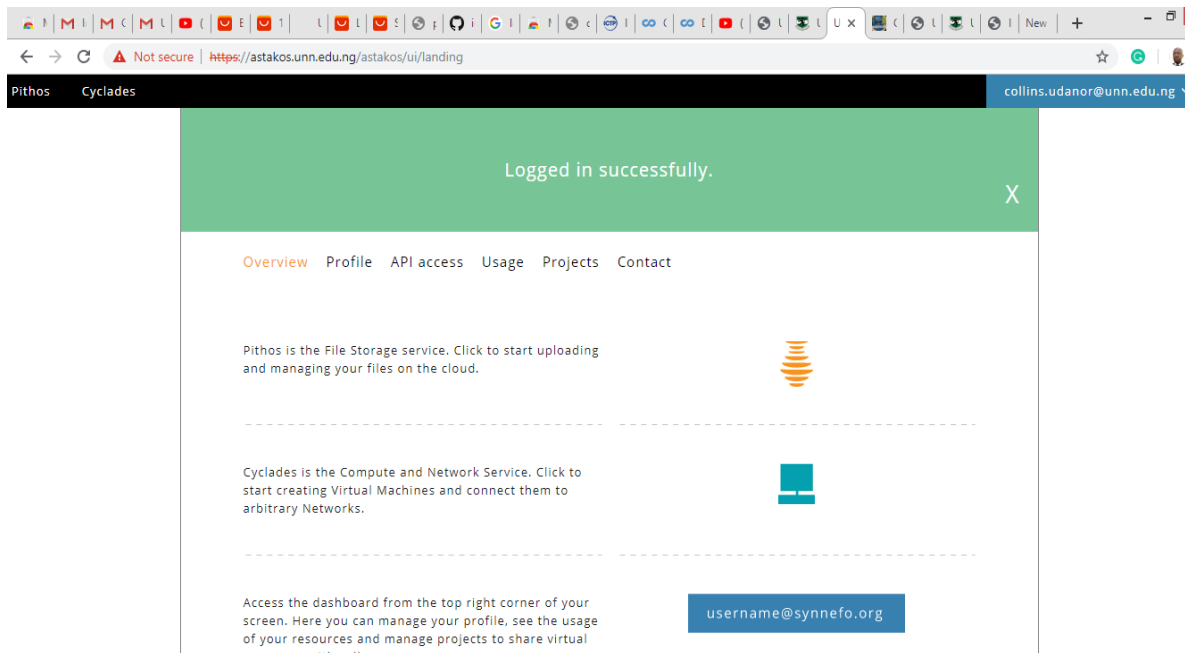 New
Not secure | https://astakos.unn.edu.ng/astakos/ui/landing
Pithos Cyclades collins.udanor@unn.edu.ng
Logged in successfully.
X
Overview Profile API access Usage Projects Contact
Pithos is the File Storage service. Click to start uploading
and managing your files on the cloud.
Cyclades is the Compute and Network Service. Click to
start creating Virtual Machines and connect them to
arbitrary Networks.
Access the dashboard from the top right corner of your
screen. Here you can manage your profile, see the usage
of your resources and manage projects to share virtual
username@synnefo.org